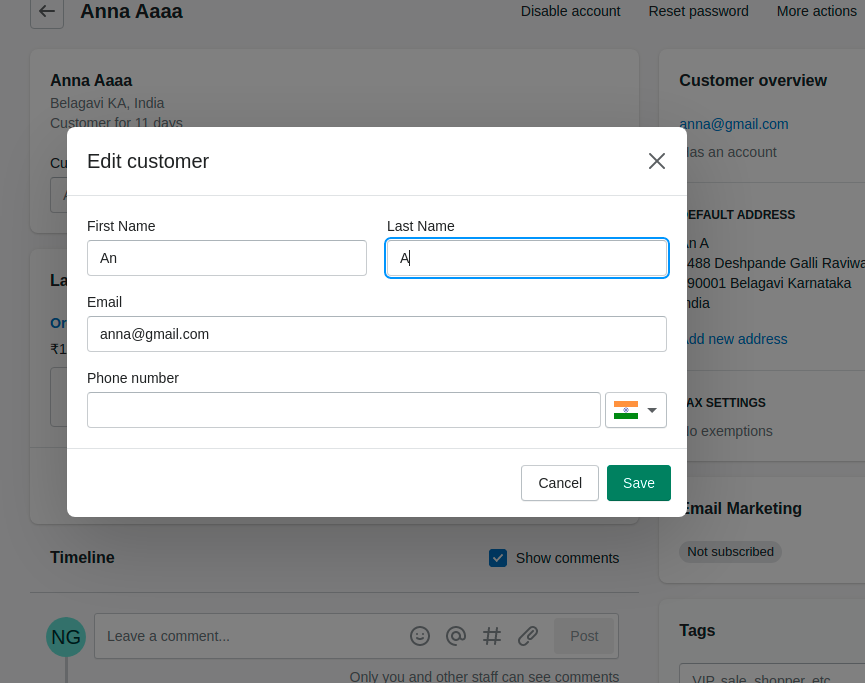 Anna Aaaa
Disable account Reset password More actions
Anna Aaaa
Belagavi KA, India
Customer for 11 days
Cu
La
Or
₹1
Edit customer
First Name
An
Last Name
A
Email
anna@gmail.com
Phone number
Cancel
Save
Timeline
Show comments
NG
Leave a comment...
Post
Only you and other staff can see comments
Customer overview
anna@gmail.com
as an account
EFAULT ADDRESS
n A
488 Deshpande Galli Raviwa
90001 Belagavi Karnataka
ndia
dd new address
AX SETTINGS
o exemptions
Email Marketing
Not subscribed
Tags
VIP, sale, shopper, etc.